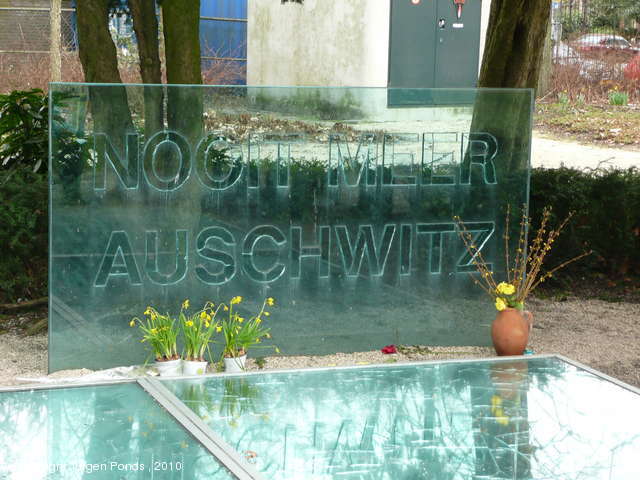 NOOIT MEER
AUSCHWITZ
Ponds, 2010